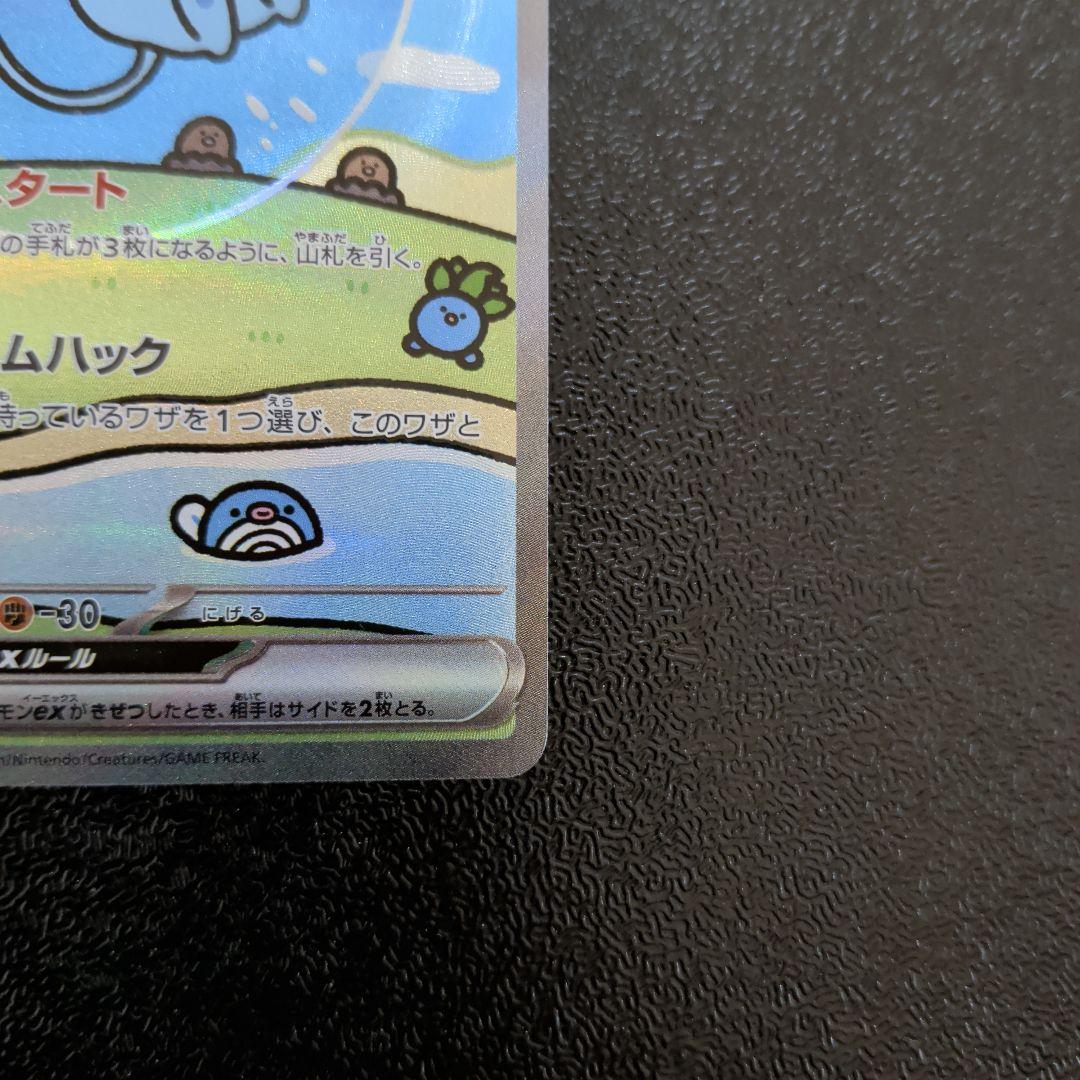 スタート
の手札が3枚になるように、山札を引く。
ムハック
持っているワザを1つ選び、このワザと
-30 にげる
xルール
モンexがきぜつしたとき、相手はサイドを2枚とる。
/Nintendo/Creatures/GAME FREAK.